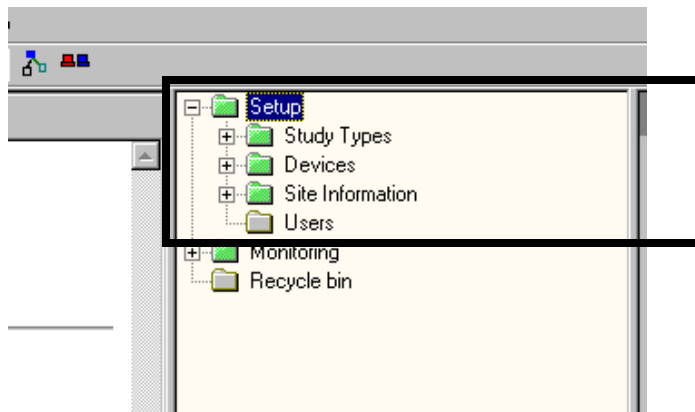 Setup
Study Types
Devices
Site Information
Users
Monitoring
Recycle bin